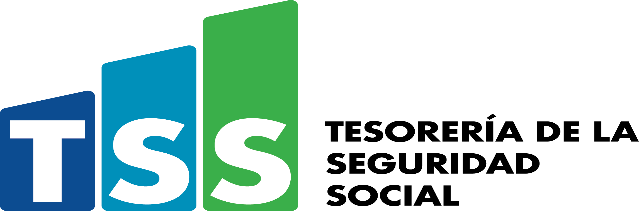 TSS
TESORERÍA DE LA
SEGURIDAD
SOCIAL